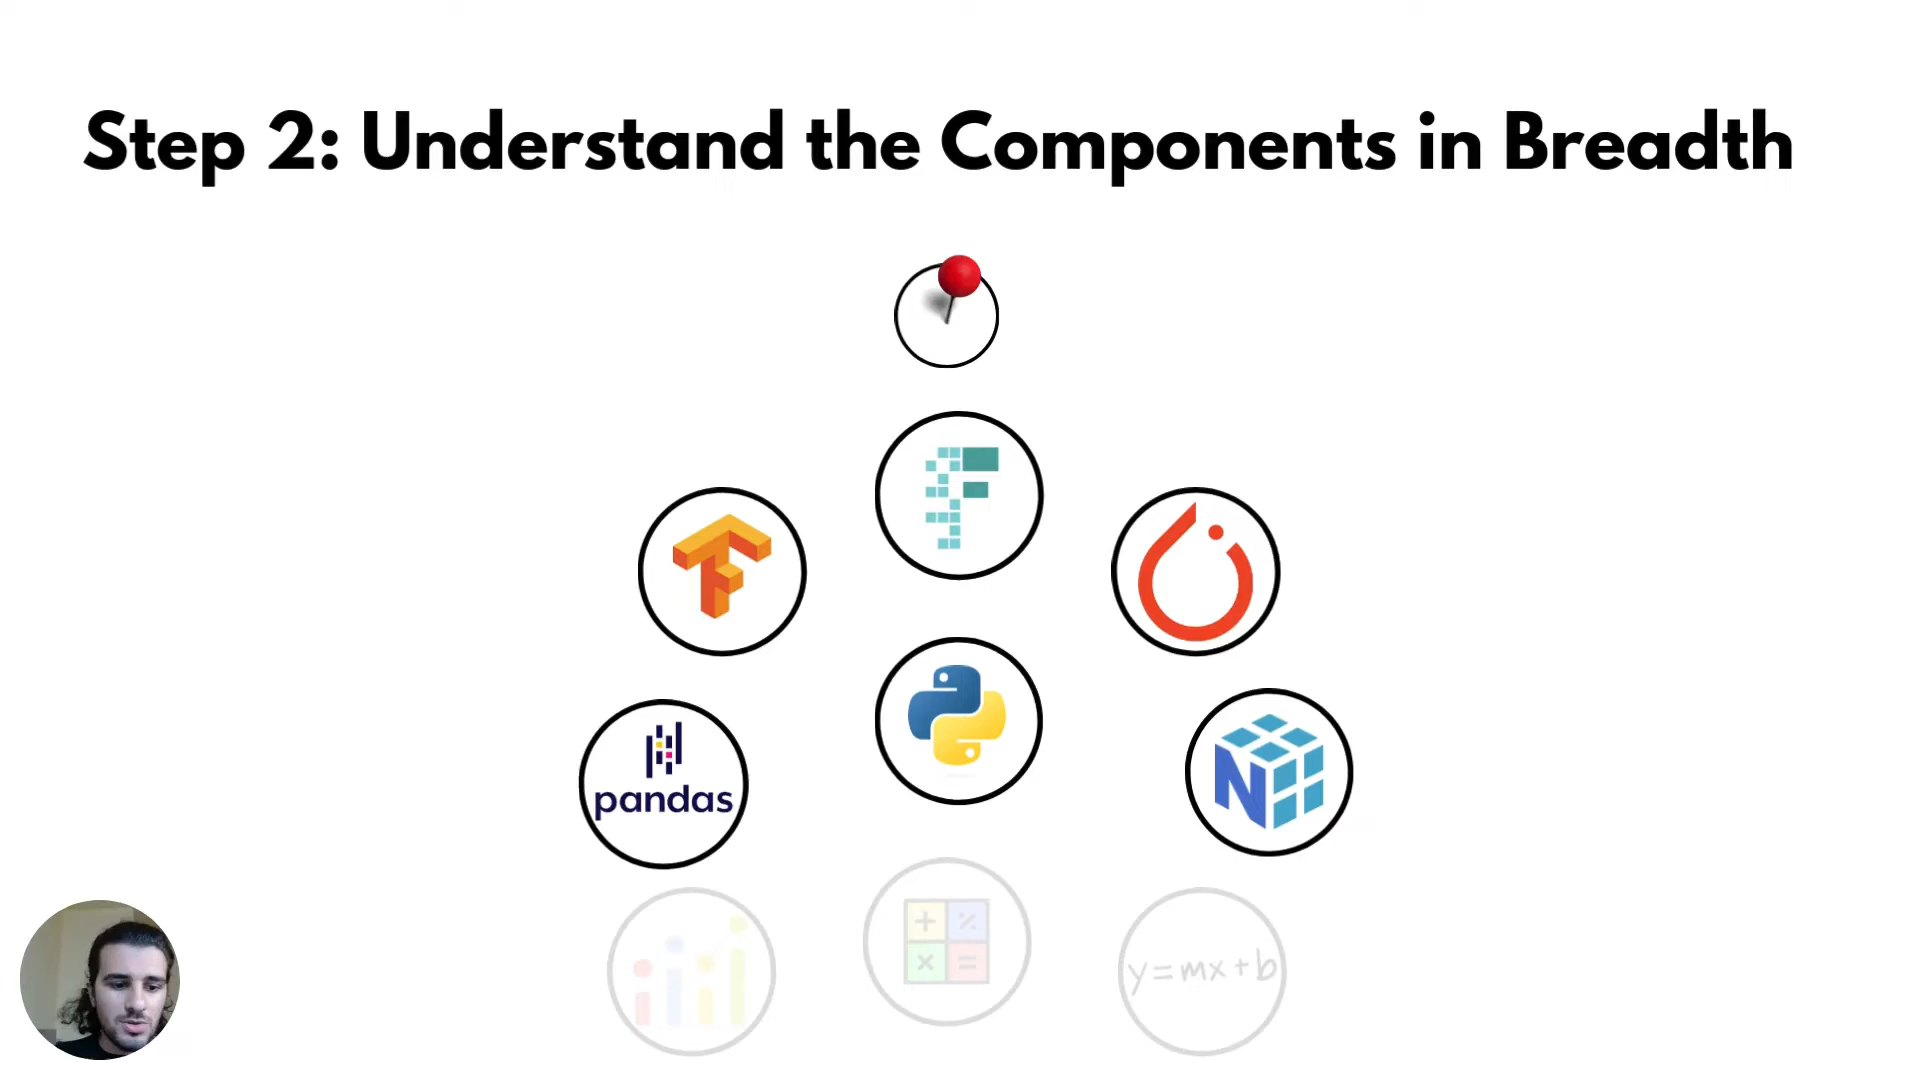 Step 2: Understand the Components in Breadth
pandas
N
+ %
× =
y=mx+b